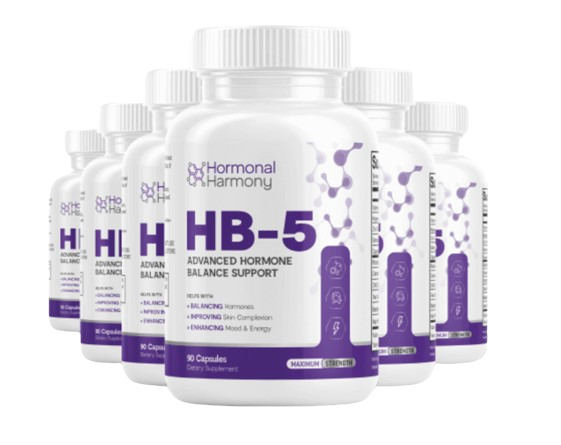 Hormonal
Harmony
HB-5
ADVANCED HORMONE
BALANCE SUPPORT
HELPS WITH
• BALANCING Hormones
• INPROVING Skin Complexion
• ENHANCING Mood & Energy
90 Capsules
Dietary Supplement
MAXIMUM STRENGTH